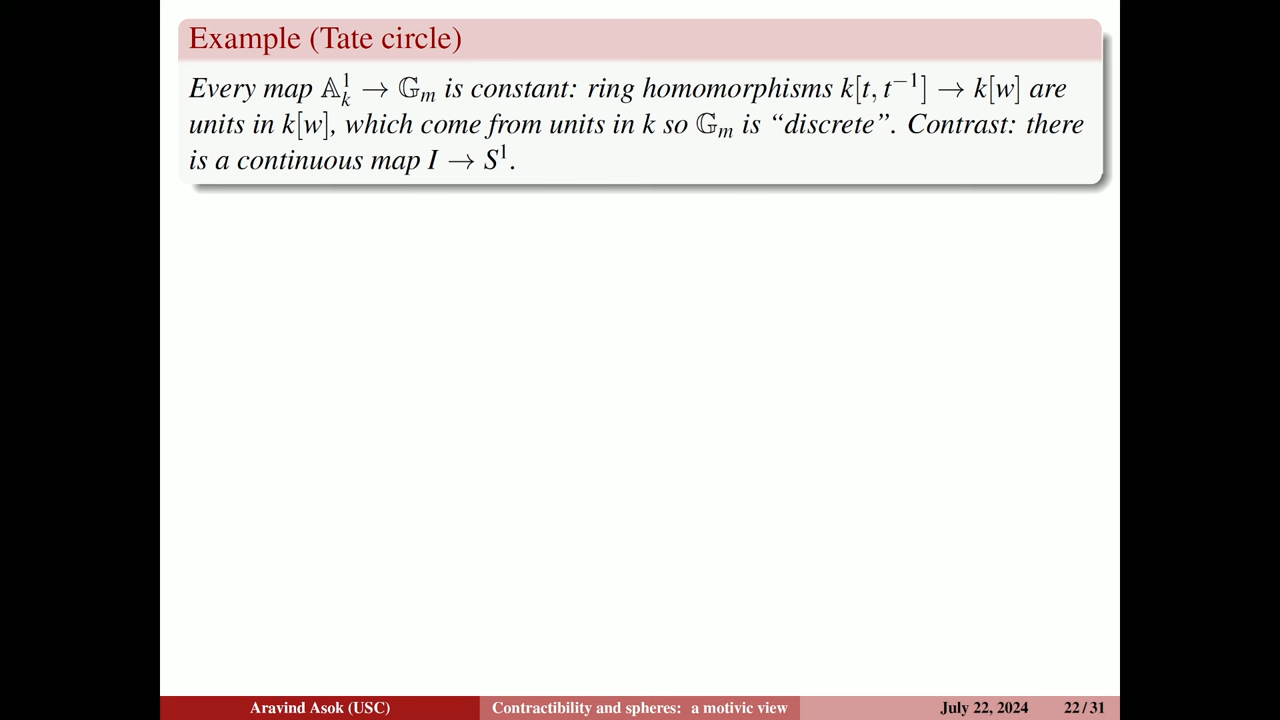 Example (Tate circle)
Every map 𝔸¹ₖ → 𝔾ₘ is constant: ring homomorphisms k[t, t⁻¹] → k[w] are
units in k[w], which come from units in k so 𝔾ₘ is “discrete”. Contrast: there
is a continuous map I → S¹.
Aravind Asok (USC) Contractibility and spheres: a motivic view July 22, 2024 22 / 31